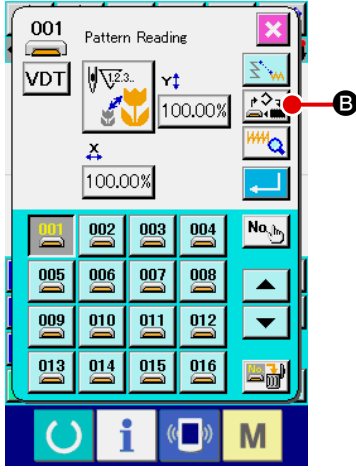 001
Pattern Reading
VDT
1.2.3..
Y
100.00%
B
X
100.00%
001 002 003 004 No.
005 006 007 008
009 010 011 012
013 014 015 016 No.
i M